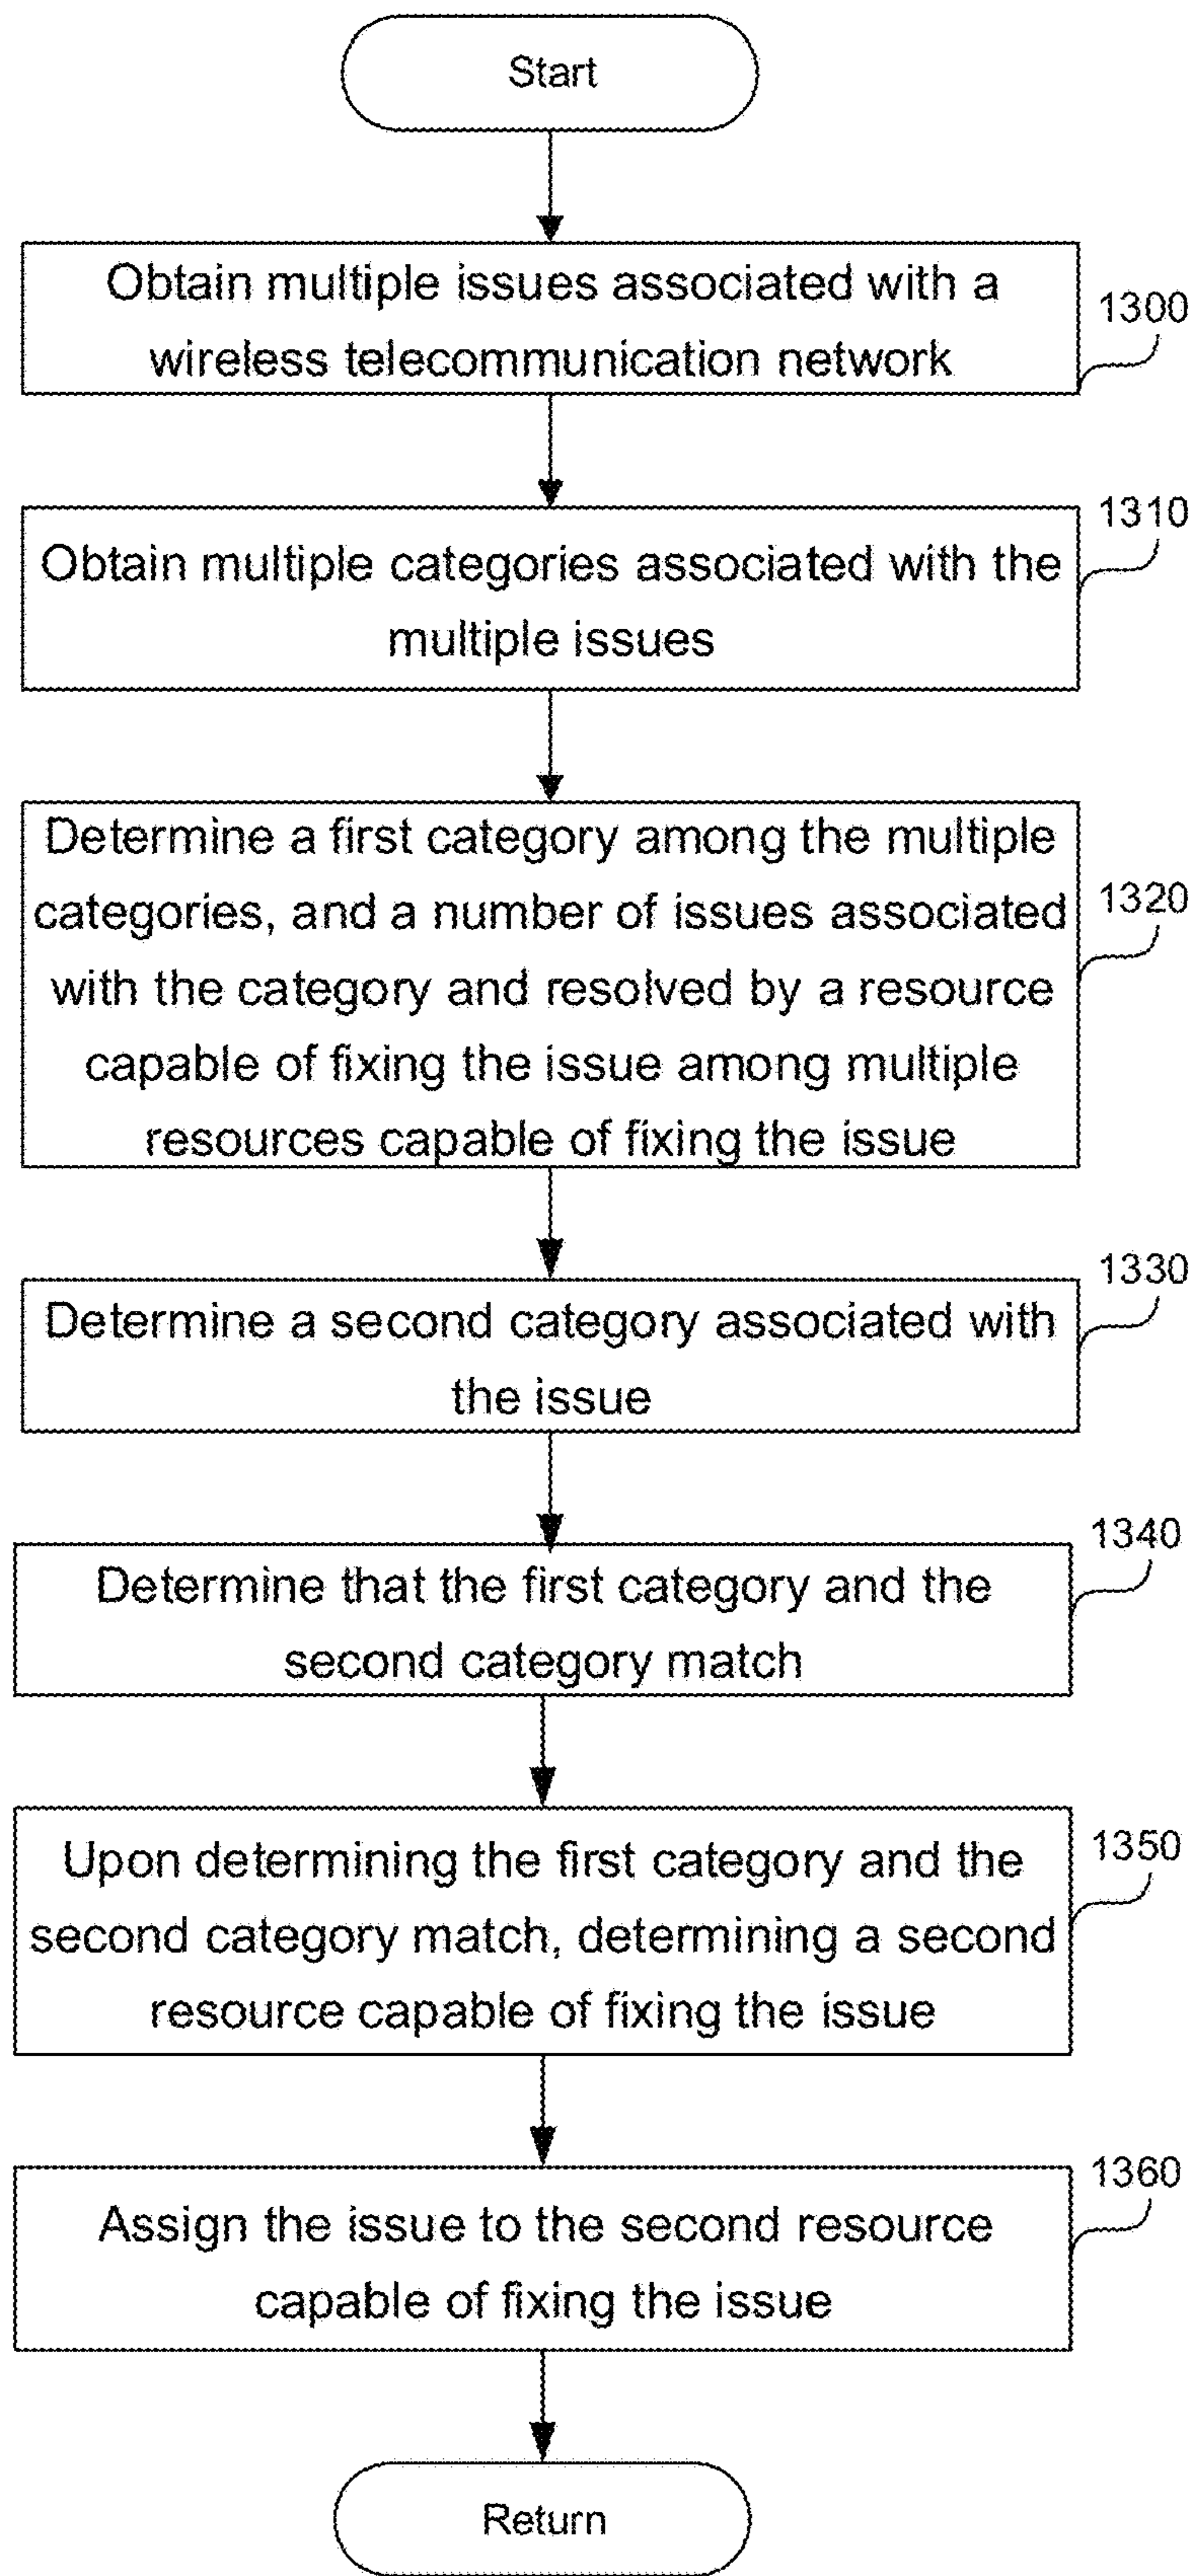 Start
Obtain multiple issues associated with a
wireless telecommunication network
1300
Obtain multiple categories associated with the
multiple issues
1310
Determine a first category among the multiple
categories, and a number of issues associated
with the category and resolved by a resource
capable of fixing the issue among multiple
resources capable of fixing the issue
1320
Determine a second category associated with
the issue
1330
Determine that the first category and the
second category match
1340
Upon determining the first category and the
second category match, determining a second
resource capable of fixing the issue
1350
Assign the issue to the second resource
capable of fixing the issue
1360
Return